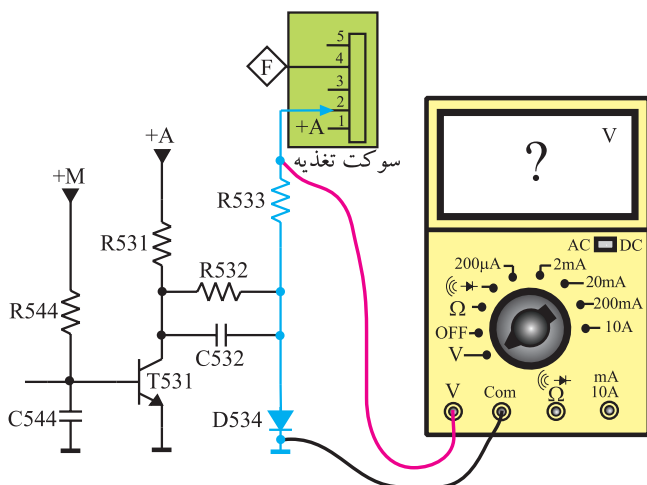 5
4
3
2
1
F
+A
سوکت تغذیه
+A
+M
R533
R531
R532
R544
C532
T531
C544
D534
?
V
AC DC
200µA
2mA
20mA
200mA
10A
Ω
OFF
V
V
Com
Ω
mA
10A